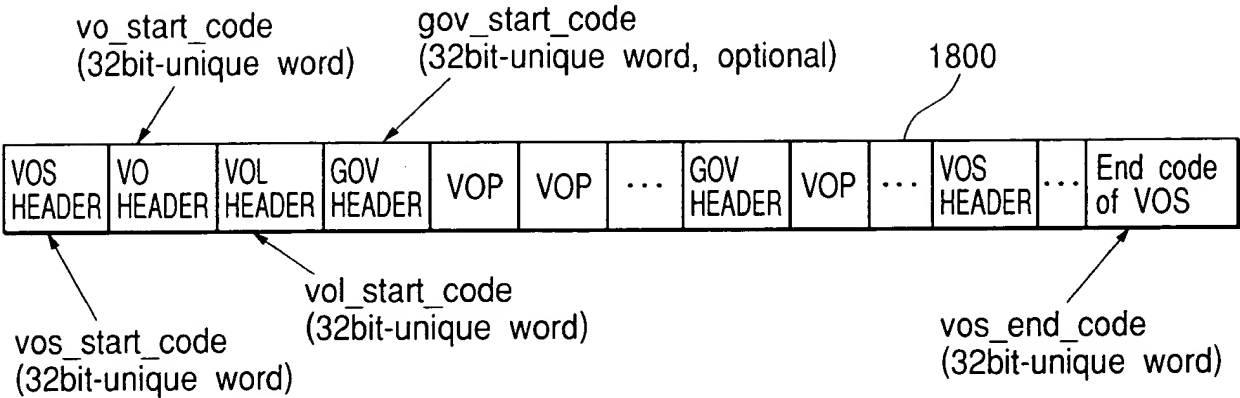 vo_start_code
(32bit-unique word)
gov_start_code
(32bit-unique word, optional)
1800
VOS
HEADER
VO
HEADER
VOL
HEADER
GOV
HEADER
VOP
VOP
...
GOV
HEADER
VOP
...
VOS
HEADER
...
End code
of VOS
vol_start_code
(32bit-unique word)
vos_start_code
(32bit-unique word)
vos_end_code
(32bit-unique word)